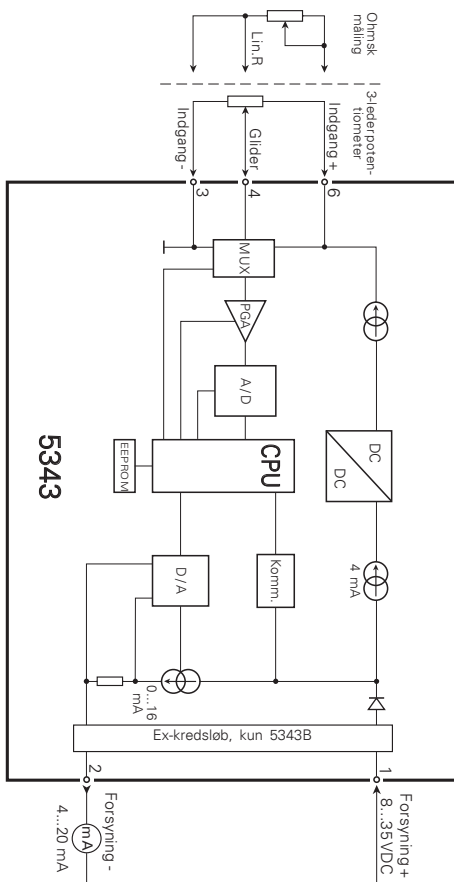 Ohmsk
måling
Lin.R
3-lederpoten-
tiometer
Indgang -
Glider
Indgang +
3
4
6
MUX
PGA
A/D
CPU
EEPROM
DC
DC
5343
D/A
Komm.
4 mA
0...16
mA
Ex-kredsløb, kun 5343B
2
1
Forsyning -
4...20 mA
mA
Forsyning +
8...35VDC